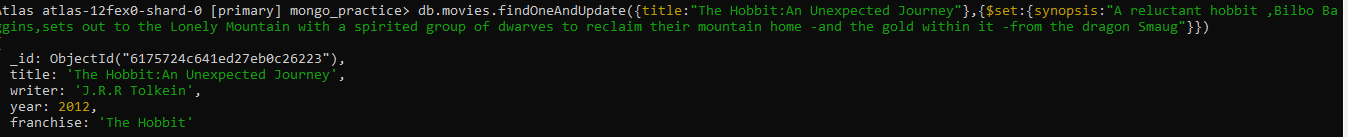 Atlas atlas-12fex0-shard-0 [primary] mongo_practice> db.movies.findOneAndUpdate({title:"The Hobbit:An Unexpected Journey"},{$set:{synopsis:"A reluctant hobbit ,Bilbo Ba
ggins,sets out to the Lonely Mountain with a spirited group of dwarves to reclaim their mountain home -and the gold within it -from the dragon Smaug"}})
_id: ObjectId("6175724c641ed27eb0c26223"),
title: 'The Hobbit:An Unexpected Journey',
writer: 'J.R.R Tolkein',
year: 2012,
franchise: 'The Hobbit'